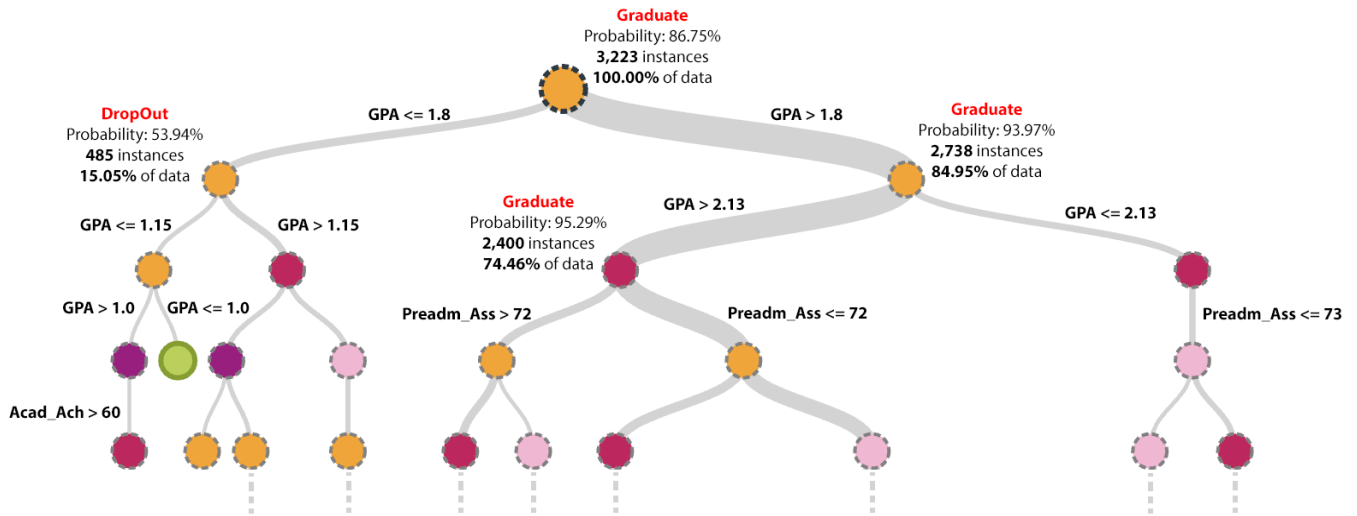 Graduate
Probability: 86.75%
3,223 instances
100.00% of data
GPA <= 1.8
GPA > 1.8
DropOut
Probability: 53.94%
485 instances
15.05% of data
Graduate
Probability: 93.97%
2,738 instances
84.95% of data
Graduate
Probability: 95.29%
2,400 instances
74.46% of data
GPA > 2.13
GPA <= 2.13
GPA <= 1.15
GPA > 1.15
GPA > 1.0
GPA <= 1.0
Preadm_Ass > 72
Preadm_Ass <= 72
Preadm_Ass <= 73
Acad_Ach > 60